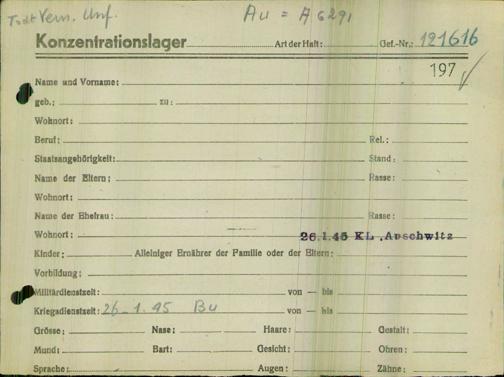 Tdt Vern. Unf. Au = A 6291
Konzentrationslager Art der Haft: Gef.-Nr.: 121616
197
Name und Vorname:
geb.: zu:
Wohnort:
Beruf: Rel.:
Staatsangehörigkeit: Stand:
Name der Eltern: Rasse:
Wohnort:
Name der Ehefrau: Rasse:
Wohnort: 26.1.45 KL. Auschwitz
Kinder: Alleiniger Ernährer der Familie oder der Eltern:
Vorbildung:
Militärdienstzeit: von — bis
Kriegsdienstzeit: 26.1.45 Bu von — bis
Grösse: Nase: Haare: Gestalt:
Mund: Bart: Gesicht: Ohren:
Sprache: Augen: Zähne: